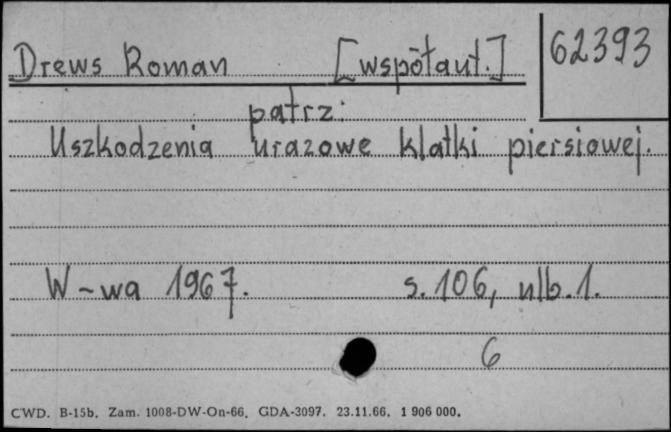 Drews Roman [współaut.] 62393
patrz:
Uszkodzenia urazowe klatki piersiowej.
W-wa 1967. s. 106, nlb. 1.
6
CWD. B-15b. Zam. 1008-DW-On-66. GDA-3097. 23.11.66. 1 906 000.